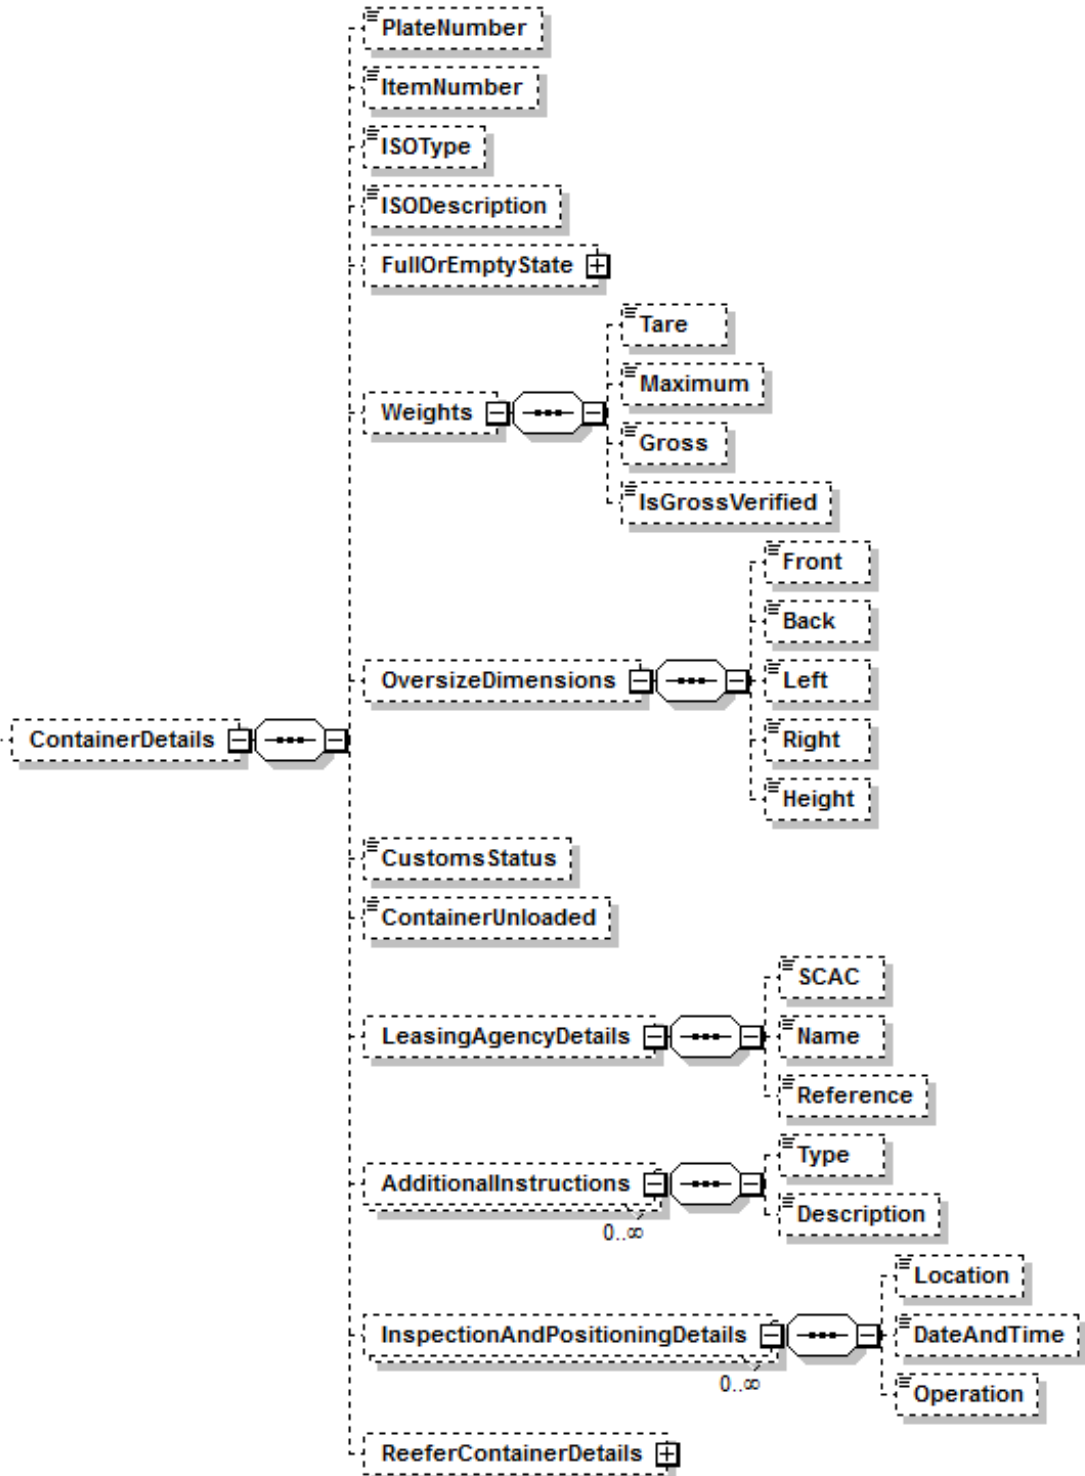 PlateNumber
ItemNumber
ISOType
ISODescription
FullOrEmptyState
Tare
Maximum
Weights
Gross
IsGrossVerified
Front
Back
OversizeDimensions
Left
ContainerDetails
Right
Height
CustomsStatus
ContainerUnloaded
SCAC
LeasingAgencyDetails
Name
Reference
Type
AdditionalInstructions
Description
0..∞
Location
InspectionAndPositioningDetails
DateAndTime
0..∞
Operation
ReeferContainerDetails